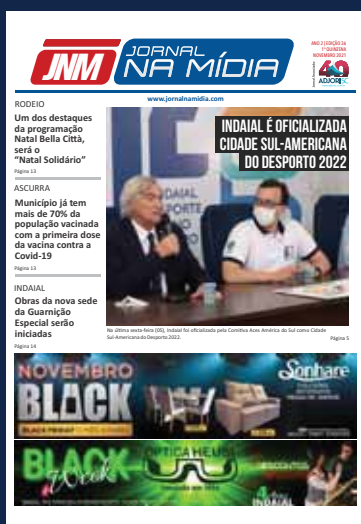 JNM
JORNAL
NA MÍDIA
ANO 2 | EDIÇÃO 36
1ª QUINZENA
NOVEMBRO 2021
40
ADJORI SC
www.jornalnamidia.com
RODEIO
Um dos destaques
da programação
Natal Bella Città,
será o
“Natal Solidário”
Página 13
ASCURRA
Município já tem
mais de 70% da
população vacinada
com a primeira dose
da vacina contra a
Covid-19
Página 13
INDAIAL
Obras da nova sede
da Guarnição
Especial serão
iniciadas
Página 14
INDAIAL É OFICIALIZADA
CIDADE SUL-AMERICANA
DO DESPORTO 2022
INDAIAL
ESPORTE
Na última sexta-feira (05), Indaial foi oficializada pela Comitiva Aces América do Sul como Cidade
Sul-Americana do Desporto 2022.
Página 5
NOVEMBRO
BLACK
BLACK FRIDAY
Sonhare
BLACK
Week
ÓPTICA HEUSI